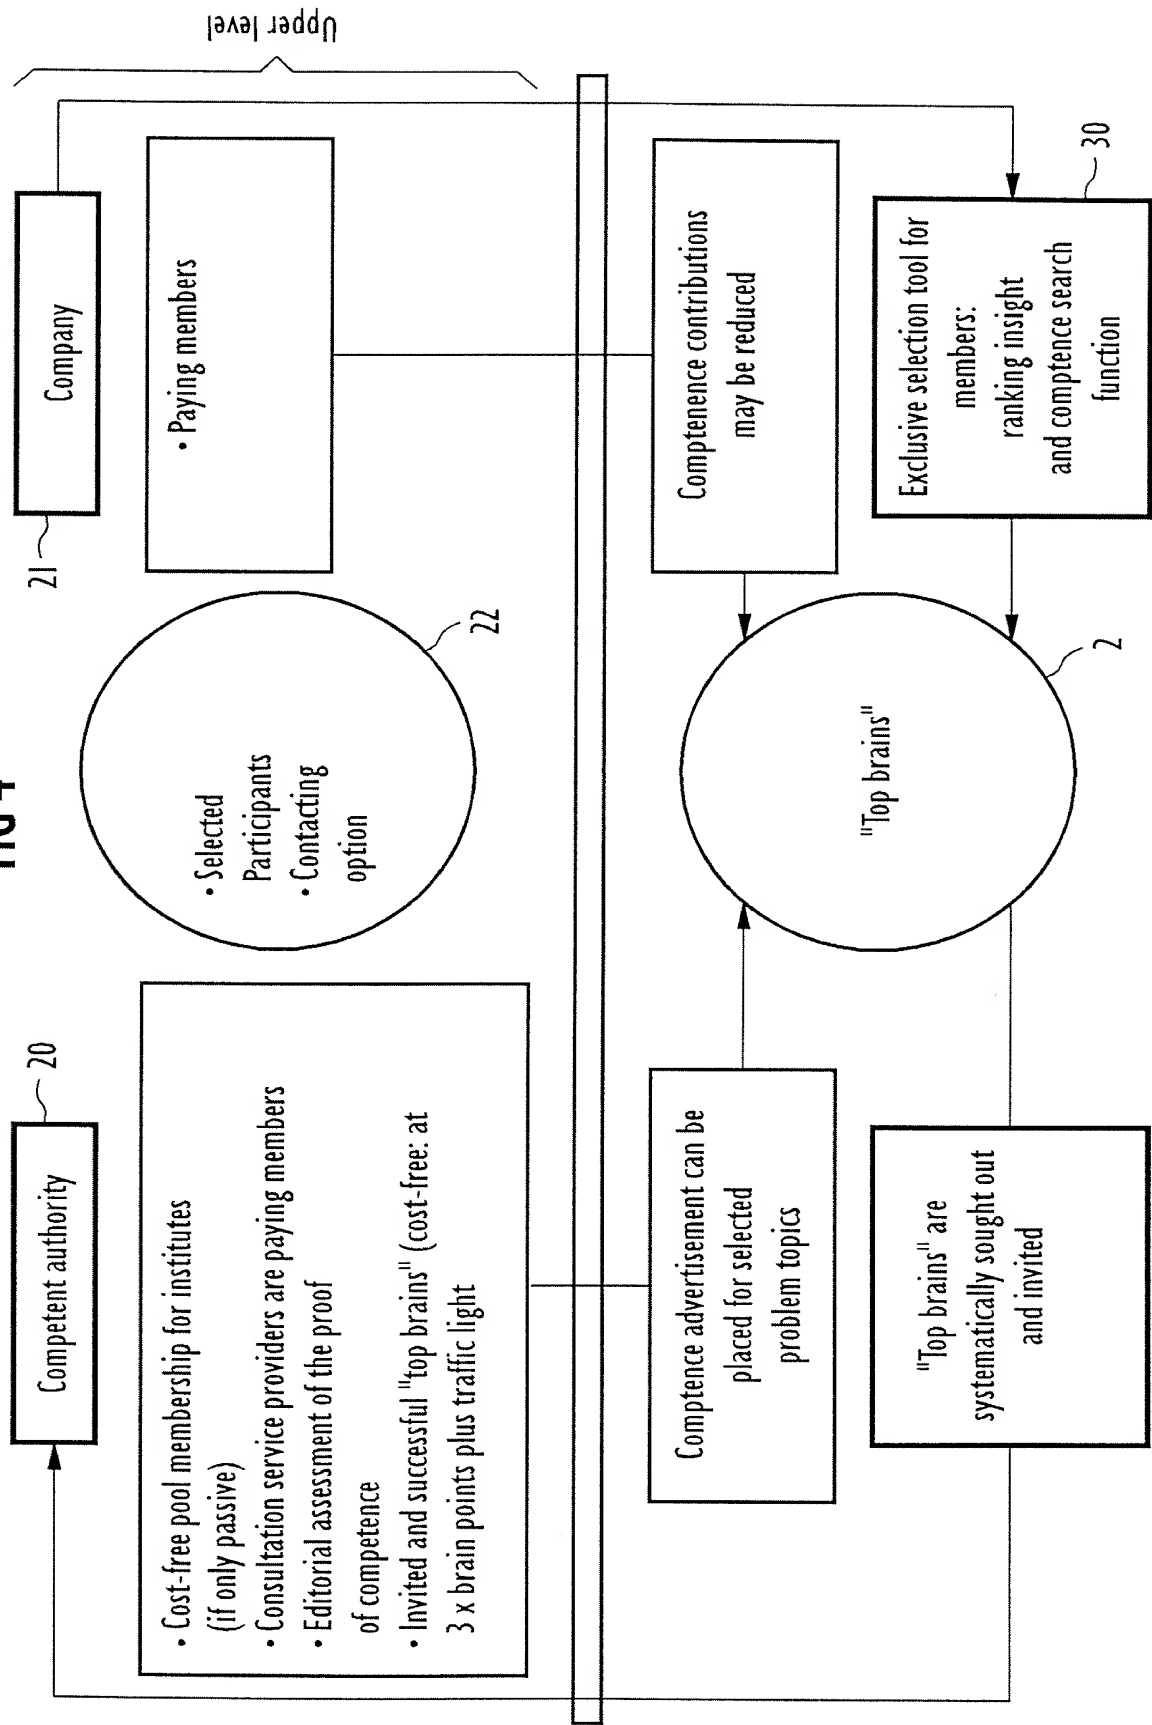 FIG 4
Competent authority
20
21
Company
• Cost-free pool membership for institutes
(if only passive)
• Consultation service providers are paying members
• Editorial assessment of the proof
of competence
• Invited and successful "top brains" (cost-free: at
3 x brain points plus traffic light
• Selected
Participants
• Contacting
option
22
• Paying members
Upper level
Comptence advertisement can be
placed for selected
problem topics
"Top brains" are
systematically sought out
and invited
"Top brains"
2
Comptenence contributions
may be reduced
Exclusive selection tool for
members:
ranking insight
and comptence search
function
30